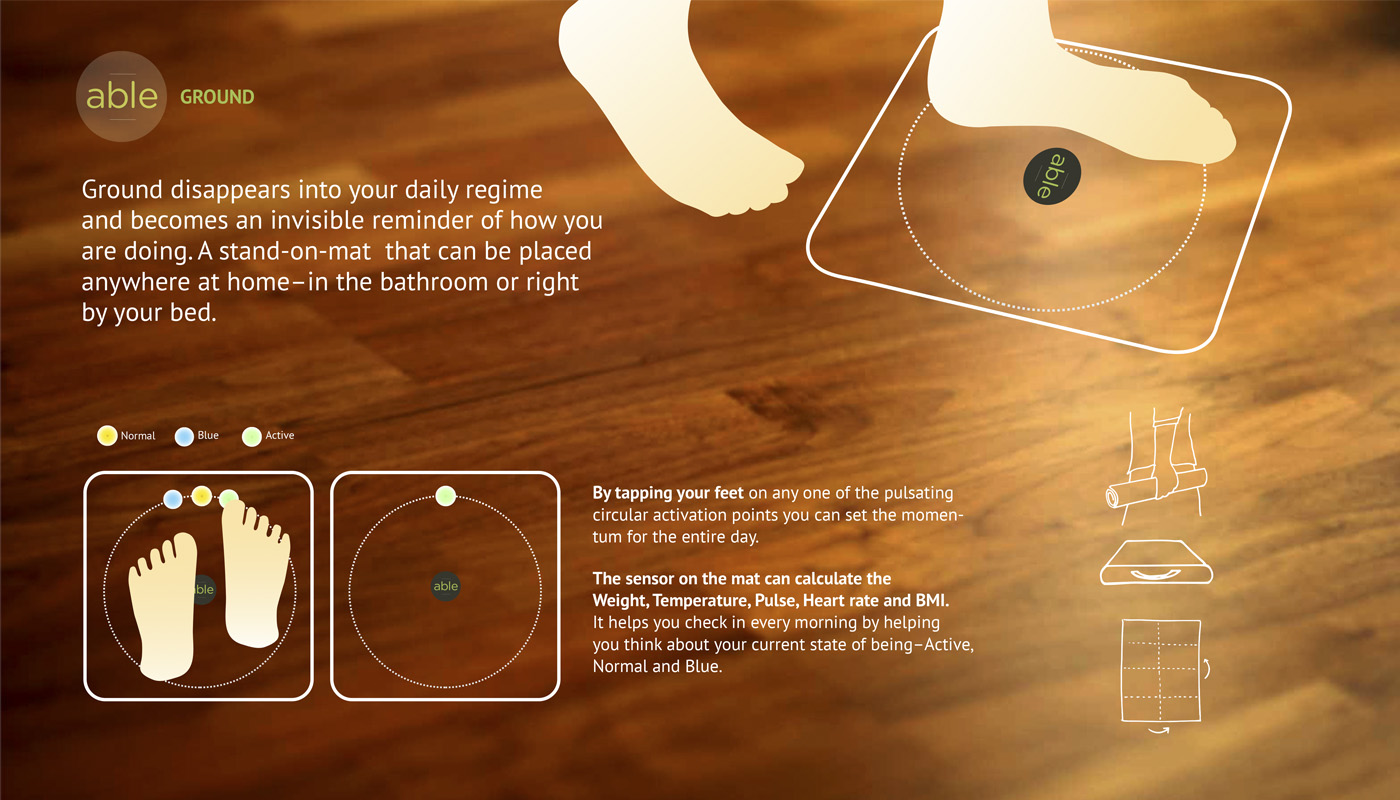 able GROUND
Ground disappears into your daily regime
and becomes an invisible reminder of how you
are doing. A stand-on-mat  that can be placed
anywhere at home–in the bathroom or right
by your bed.
able
Normal Blue Active
able
able
By tapping your feet on any one of the pulsating
circular activation points you can set the momen-
tum for the entire day.
The sensor on the mat can calculate the
Weight, Temperature, Pulse, Heart rate and BMI.
It helps you check in every morning by helping
you think about your current state of being–Active,
Normal and Blue.